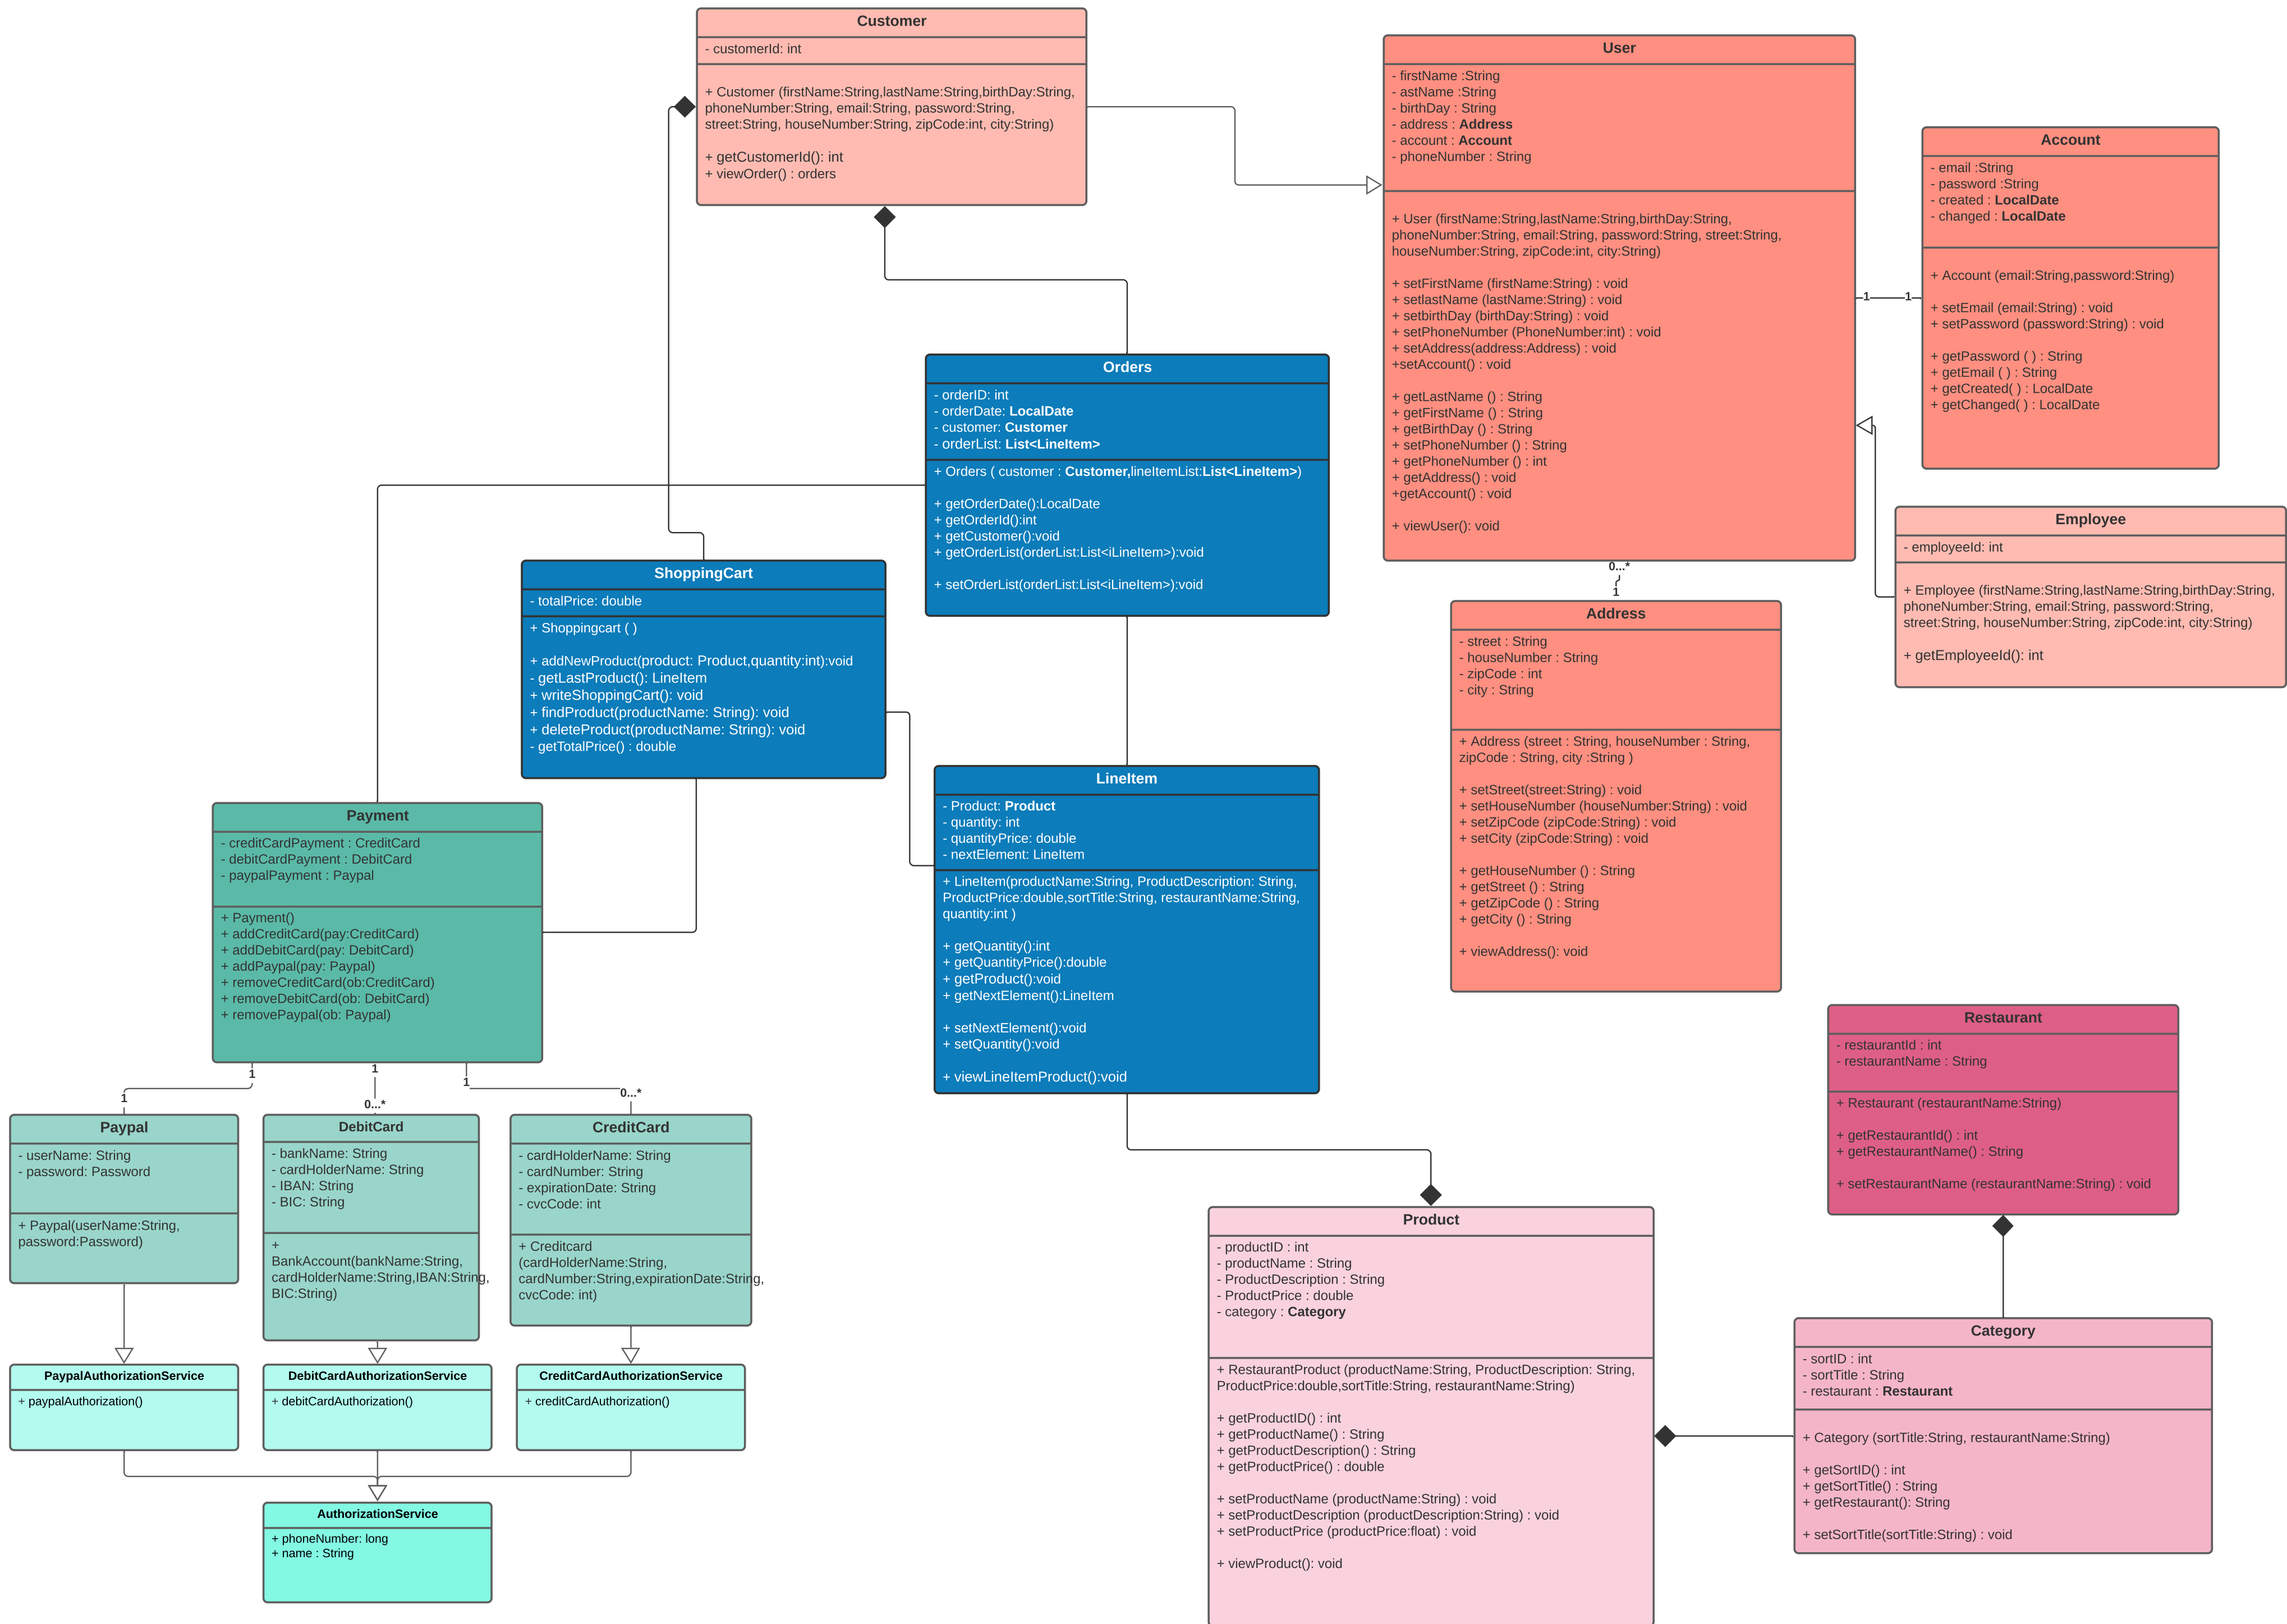 Customer
- customerId: int
+ Customer (firstName:String,lastName:String,birthDay:String,
phoneNumber:String, email:String, password:String,
street:String, houseNumber:String, zipCode:int, city:String)
+ getCustomerId(): int
+ viewOrder() : orders
User
- firstName :String
- astName :String
- birthDay : String
- address : Address
- account : Account
- phoneNumber : String
+ User (firstName:String,lastName:String,birthDay:String,
phoneNumber:String, email:String, password:String, street:String,
houseNumber:String, zipCode:int, city:String)
+ setFirstName (firstName:String) : void
+ setlastName (lastName:String) : void
+ setbirthDay (birthDay:String) : void
+ setPhoneNumber (PhoneNumber:int) : void
+ setAddress(address:Address) : void
+setAccount() : void
+ getLastName () : String
+ getFirstName () : String
+ getBirthDay () : String
+ setPhoneNumber () : String
+ getPhoneNumber () : int
+ getAddress() : void
+getAccount() : void
+ viewUser(): void
1
1
Account
- email :String
- password :String
- created : LocalDate
- changed : LocalDate
+ Account (email:String,password:String)
+ setEmail (email:String) : void
+ setPassword (password:String) : void
+ getPassword ( ) : String
+ getEmail ( ) : String
+ getCreated( ) : LocalDate
+ getChanged( ) : LocalDate
Employee
- employeeId: int
+ Employee (firstName:String,lastName:String,birthDay:String,
phoneNumber:String, email:String, password:String,
street:String, houseNumber:String, zipCode:int, city:String)
+ getEmployeeId(): int
0...*
1
Address
- street : String
- houseNumber : String
- zipCode : int
- city : String
+ Address (street : String, houseNumber : String,
zipCode : String, city :String )
+ setStreet(street:String) : void
+ setHouseNumber (houseNumber:String) : void
+ setZipCode (zipCode:String) : void
+ setCity (zipCode:String) : void
+ getHouseNumber () : String
+ getStreet () : String
+ getZipCode () : String
+ getCity () : String
+ viewAddress(): void
Orders
- orderID: int
- orderDate: LocalDate
- customer: Customer
- orderList: List<LineItem>
+ Orders ( customer : Customer,lineItemList:List<LineItem>)
+ getOrderDate():LocalDate
+ getOrderId():int
+ getCustomer():void
+ getOrderList(orderList:List<iLineItem>):void
+ setOrderList(orderList:List<iLineItem>):void
ShoppingCart
- totalPrice: double
+ Shoppingcart ( )
+ addNewProduct(product: Product,quantity:int):void
- getLastProduct(): LineItem
+ writeShoppingCart(): void
+ findProduct(productName: String): void
+ deleteProduct(productName: String): void
- getTotalPrice() : double
LineItem
- Product: Product
- quantity: int
- quantityPrice: double
- nextElement: LineItem
+ LineItem(productName:String, ProductDescription: String,
ProductPrice:double,sortTitle:String, restaurantName:String,
quantity:int )
+ getQuantity():int
+ getQuantityPrice():double
+ getProduct():void
+ getNextElement():LineItem
+ setNextElement():void
+ setQuantity():void
+ viewLineItemProduct():void
Payment
- creditCardPayment : CreditCard
- debitCardPayment : DebitCard
- paypalPayment : Paypal
+ Payment()
+ addCreditCard(pay:CreditCard)
+ addDebitCard(pay: DebitCard)
+ addPaypal(pay: Paypal)
+ removeCreditCard(ob:CreditCard)
+ removeDebitCard(ob: DebitCard)
+ removePaypal(ob: Paypal)
1
1
1
1
0...*
0...*
Paypal
- userName: String
- password: Password
+ Paypal(userName:String,
password:Password)
DebitCard
- bankName: String
- cardHolderName: String
- IBAN: String
- BIC: String
+
BankAccount(bankName:String,
cardHolderName:String,IBAN:String,
BIC:String)
CreditCard
- cardHolderName: String
- cardNumber: String
- expirationDate: String
- cvcCode: int
+ Creditcard
(cardHolderName:String,
cardNumber:String,expirationDate:String,
cvcCode: int)
PaypalAuthorizationService
+ paypalAuthorization()
DebitCardAuthorizationService
+ debitCardAuthorization()
CreditCardAuthorizationService
+ creditCardAuthorization()
AuthorizationService
+ phoneNumber: long
+ name : String
Restaurant
- restaurantId : int
- restaurantName : String
+ Restaurant (restaurantName:String)
+ getRestaurantId() : int
+ getRestaurantName() : String
+ setRestaurantName (restaurantName:String) : void
Product
- productID : int
- productName : String
- ProductDescription : String
- ProductPrice : double
- category : Category
+ RestaurantProduct (productName:String, ProductDescription: String,
ProductPrice:double,sortTitle:String, restaurantName:String)
+ getProductID() : int
+ getProductName() : String
+ getProductDescription() : String
+ getProductPrice() : double
+ setProductName (productName:String) : void
+ setProductDescription (productDescription:String) : void
+ setProductPrice (productPrice:float) : void
+ viewProduct(): void
Category
- sortID : int
- sortTitle : String
- restaurant : Restaurant
+ Category (sortTitle:String, restaurantName:String)
+ getSortID() : int
+ getSortTitle() : String
+ getRestaurant(): String
+ setSortTitle(sortTitle:String) : void